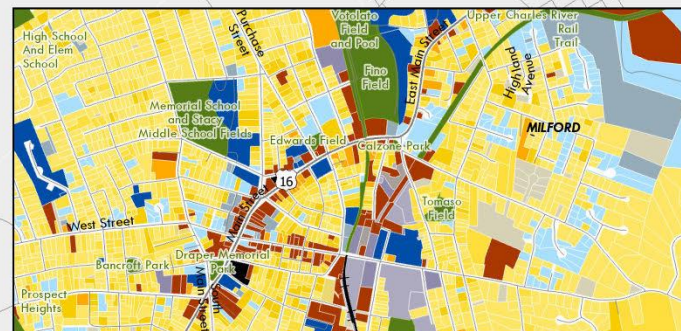 High School
And Elem
School
Purchase
Street
Votolato
Field
and Pool
Fino
Field
East Main Street
Upper Charles River
Rail
Trail
Highland
Avenue
MILFORD
Memorial School
and Stacy
Middle School Fields
Edwards Field
Calzone Park
16
Main Street
Tomaso
Field
West Street
Bancroft Park
Draper Memorial
Park
South
Main Street
Prospect
Heights